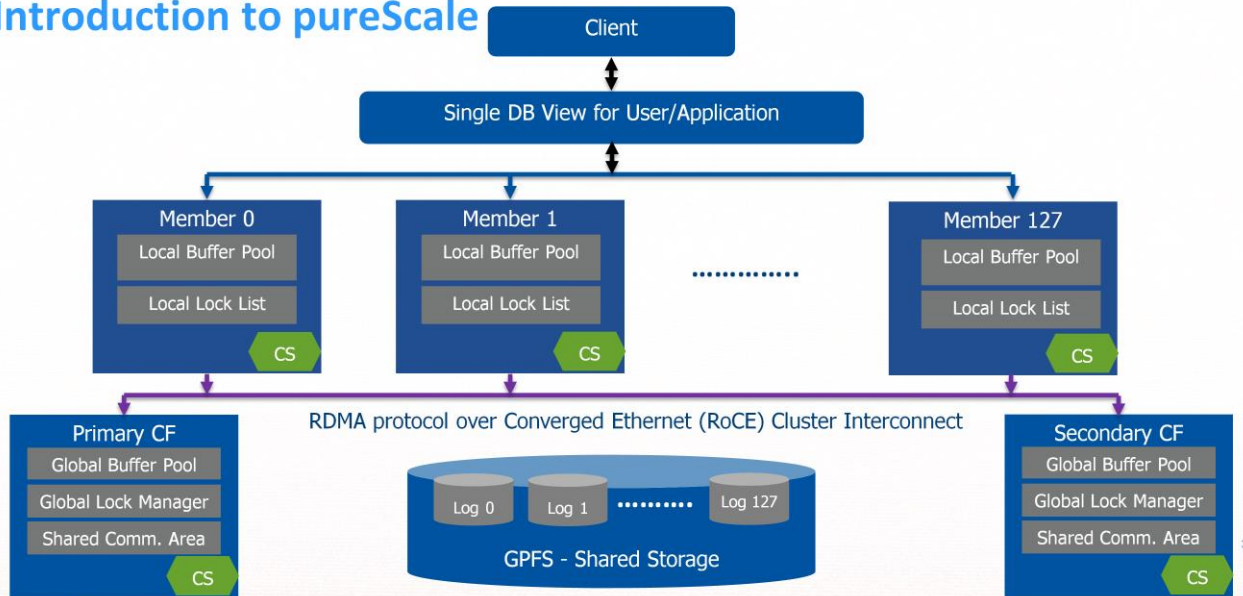 Introduction to pureScale
Client
Single DB View for User/Application
Member 0
Local Buffer Pool
Local Lock List
CS
Member 1
Local Buffer Pool
Local Lock List
CS
..............
Member 127
Local Buffer Pool
Local Lock List
CS
RDMA protocol over Converged Ethernet (RoCE) Cluster Interconnect
Primary CF
Global Buffer Pool
Global Lock Manager
Shared Comm. Area
CS
Log 0
Log 1
..........
Log 127
GPFS - Shared Storage
Secondary CF
Global Buffer Pool
Global Lock Manager
Shared Comm. Area
CS